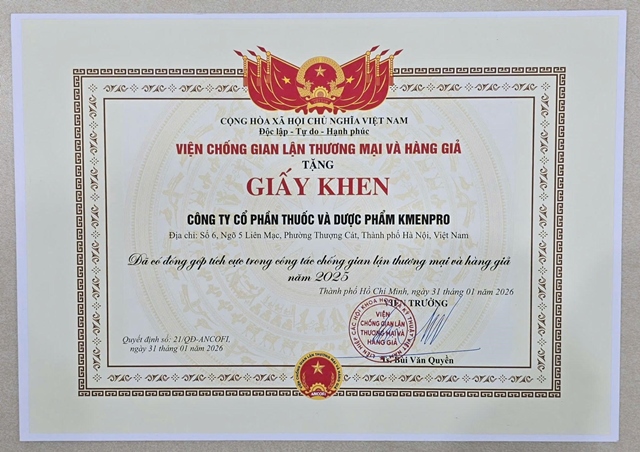 CỘNG HÒA XÃ HỘI CHỦ NGHĨA VIỆT NAM
Độc lập - Tự do - Hạnh phúc
VIỆN CHỐNG GIAN LẬN THƯƠNG MẠI VÀ HÀNG GIẢ
TẶNG
GIẤY KHEN
CÔNG TY CỔ PHẦN THUỐC VÀ DƯỢC PHẨM KMENPRO
Địa chỉ: Số 6, Ngõ 5 Liên Mạc, Phường Thượng Cát, Thành phố Hà Nội, Việt Nam
Đã có đóng góp tích cực trong công tác chống gian lận thương mại và hàng giả
năm 2025
Thành phố Hồ Chí Minh, ngày 31 tháng 01 năm 2026
VIỆN TRƯỞNG
VIỆN
CHỐNG GIAN LẬN
THƯƠNG MẠI VÀ
HÀNG GIẢ
Quyết định số: 21/QĐ-ANCOFI,
ngày 31 tháng 01 năm 2026
Bùi Văn Quyền
ANCOFI